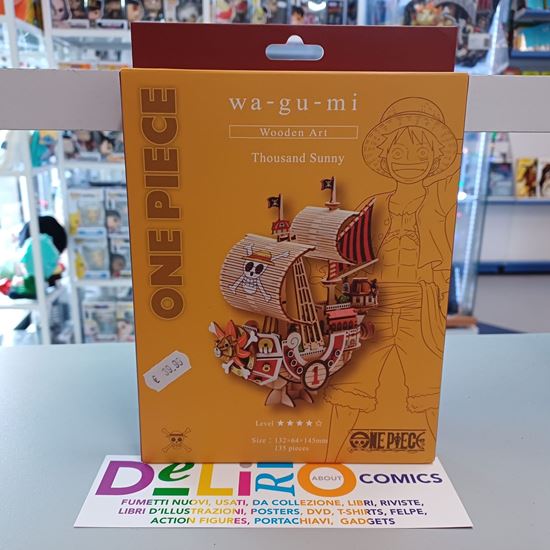 wa-gu-mi
Wooden Art
Thousand Sunny
ONE PIECE
1
€ 39,90
Level ★★★★☆
Size : 132×64×145mm
135 pieces
ONE PIECE
DeLiRiO ABOUT COMICS
FUMETTI NUOVI, USATI, DA COLLEZIONE, LIBRI, RIVISTE,
LIBRI D'ILLUSTRAZIONI, POSTERS, DVD, T-SHIRTS, FELPE,
ACTION FIGURES, PORTACHIAVI, GADGETS